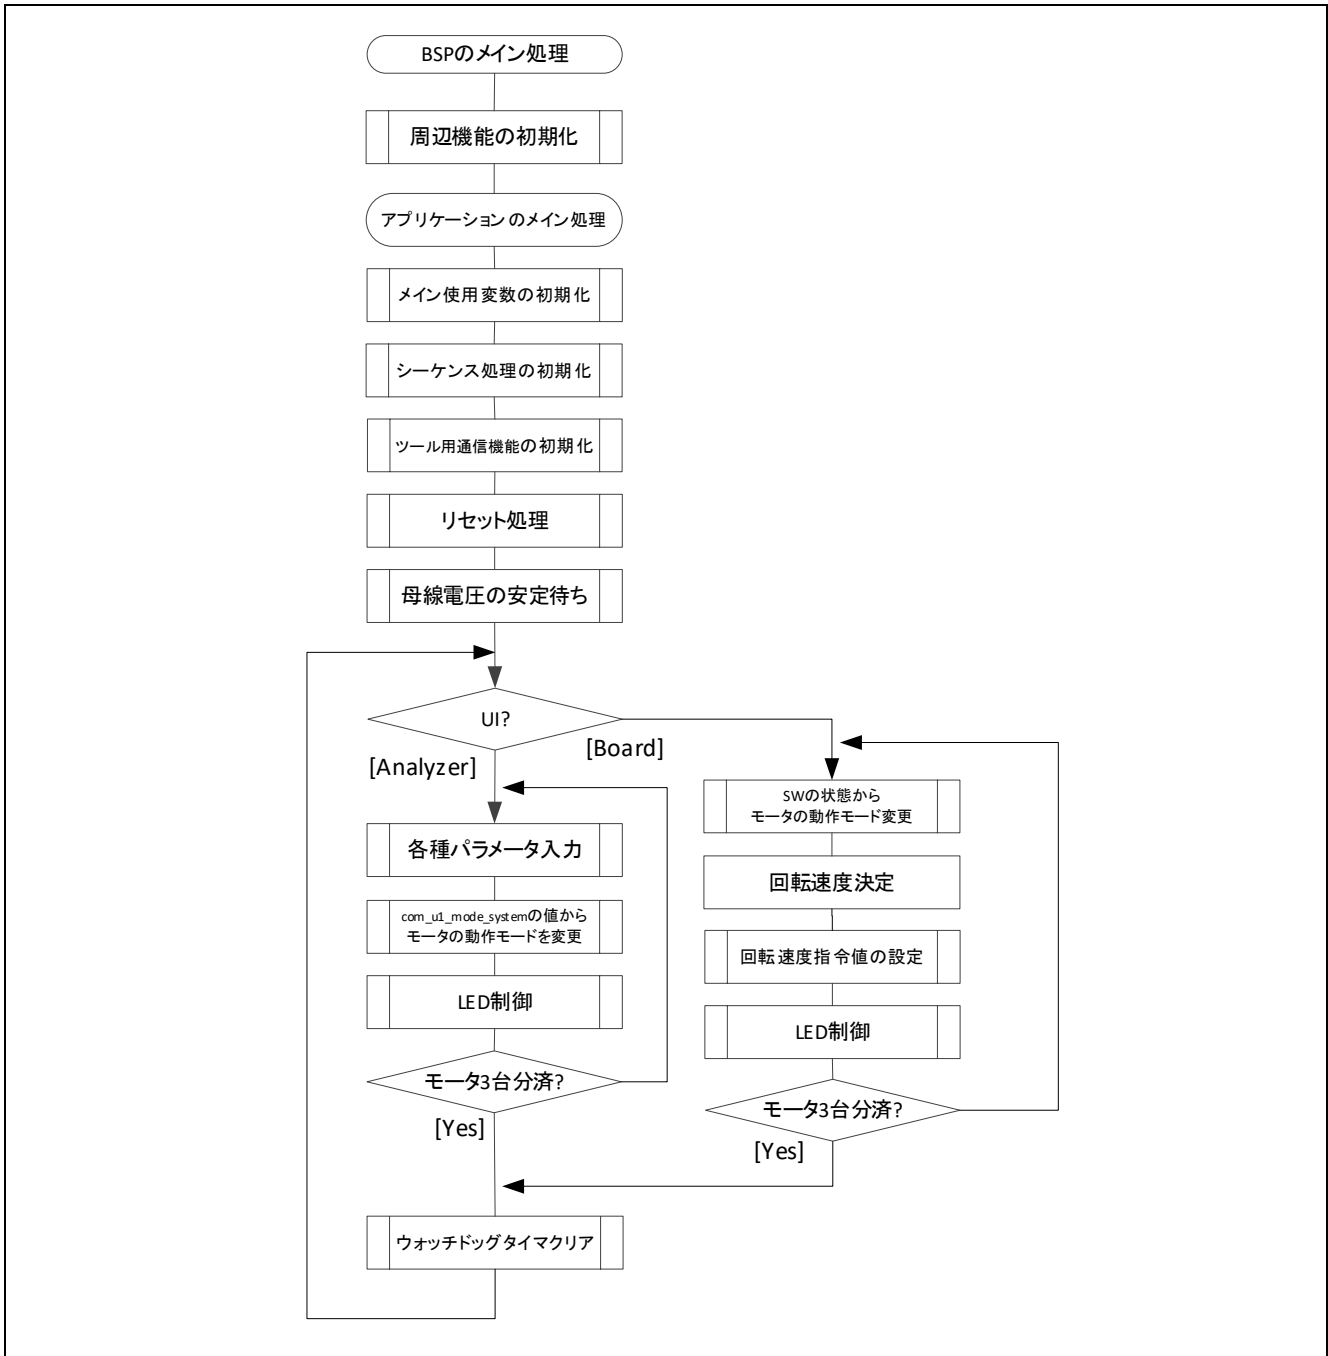 BSPのメイン処理
周辺機能の初期化
アプリケーションのメイン処理
メイン使用変数の初期化
シーケンス処理の初期化
ツール用通信機能の初期化
リセット処理
母線電圧の安定待ち
UI?
[Analyzer]
[Board]
各種パラメータ入力
com_u1_mode_systemの値から
モータの動作モードを変更
LED制御
モータ3台分済?
[Yes]
SWの状態から
モータの動作モード変更
回転速度決定
回転速度指令値の設定
LED制御
モータ3台分済?
[Yes]
ウォッチドッグタイマクリア